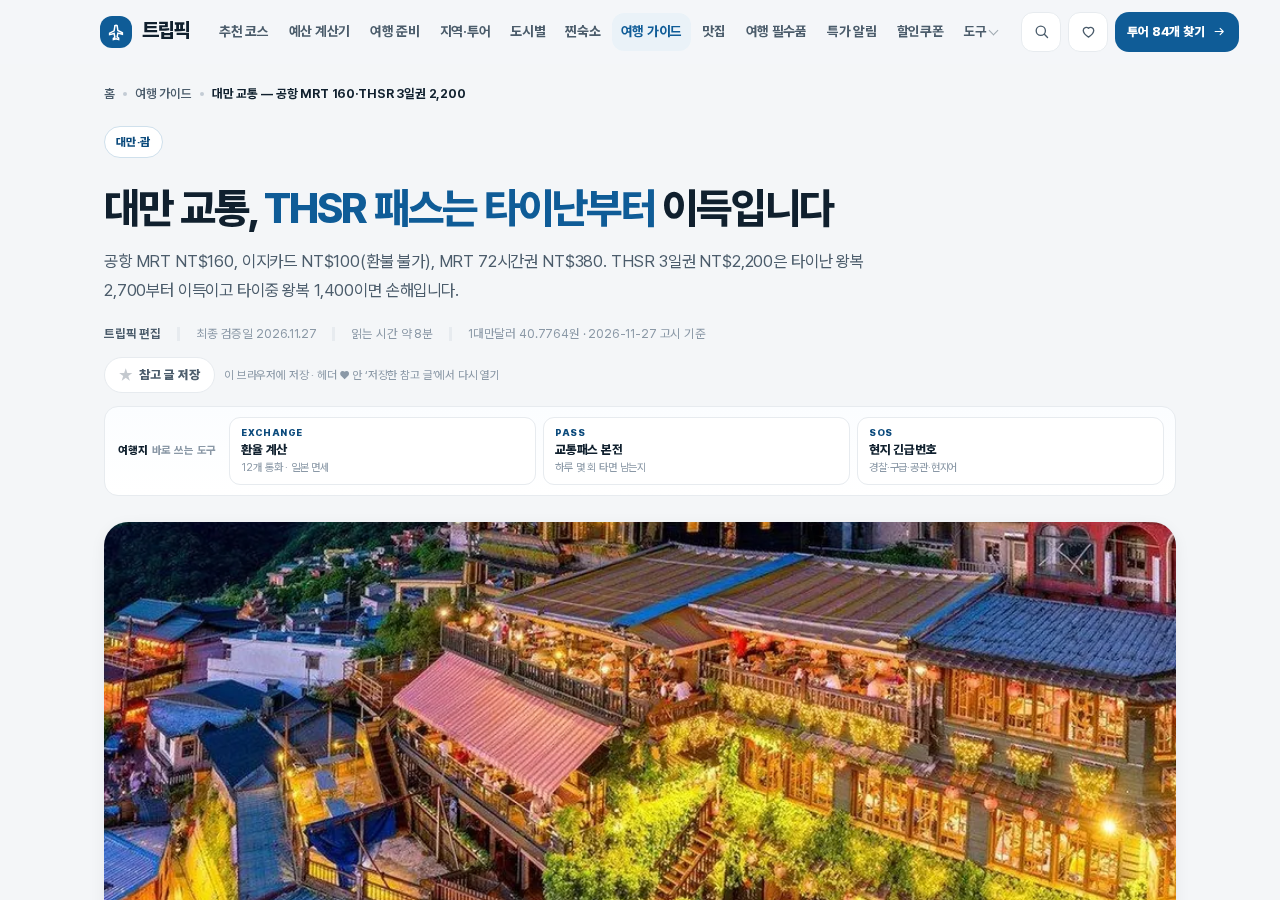 트립픽
추천 코스 예산 계산기 여행 준비 지역·투어 도시별 찐숙소 여행 가이드 맛집 여행 필수품 특가 알림 할인쿠폰 도구 투어 84개 찾기 →
홈 • 여행 가이드 • 대만 교통 — 공항 MRT 160·THSR 3일권 2,200
대만·괌
대만 교통, THSR 패스는 타이난부터 이득입니다
공항 MRT NT$160, 이지카드 NT$100(환불 불가), MRT 72시간권 NT$380. THSR 3일권 NT$2,200은 타이난 왕복
2,700부터 이득이고 타이중 왕복 1,400이면 손해입니다.
트립픽 편집 | 최종 검증일 2026.11.27 | 읽는 시간 약 8분 | 1대만달러 40.7764원 · 2026-11-27 고시 기준
★ 참고 글 저장 이 브라우저에 저장 · 헤더 ♥ 안 '저장한 참고 글'에서 다시 열기
여행지 바로 쓰는 도구
EXCHANGE
환율 계산
12개 통화 · 일본 면세
PASS
교통패스 본전
하루 몇 회 타면 남는지
SOS
현지 긴급번호
경찰·구급·공관·현지어